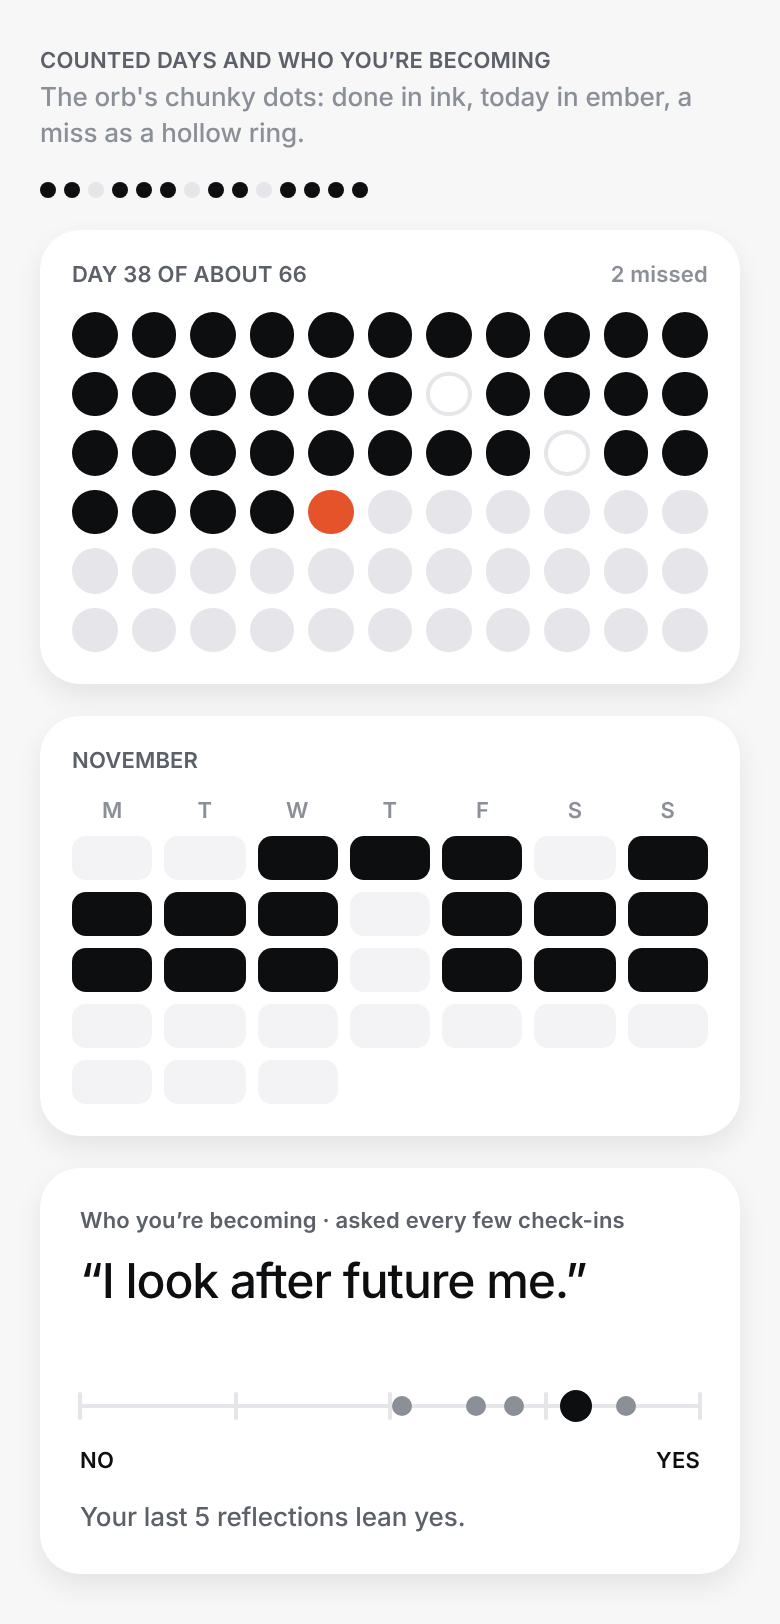 COUNTED DAYS AND WHO YOU’RE BECOMING
The orb's chunky dots: done in ink, today in ember, a
miss as a hollow ring.
DAY 38 OF ABOUT 66
2 missed
NOVEMBER
M T W T F S S
Who you’re becoming · asked every few check-ins
“I look after future me.”
NO
YES
Your last 5 reflections lean yes.